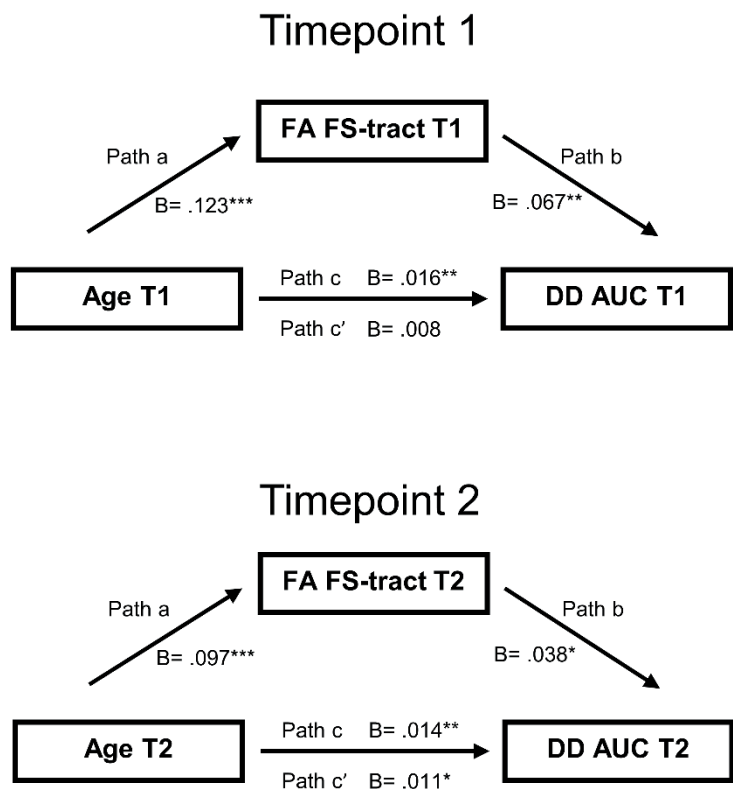 Timepoint 1
FA FS-tract T1
Path a
Path b
B= .123***
B= .067**
Age T1
Path c B= .016**
DD AUC T1
Path c’ B= .008
Timepoint 2
FA FS-tract T2
Path a
Path b
B= .097***
B= .038*
Age T2
Path c B= .014**
DD AUC T2
Path c’ B= .011*